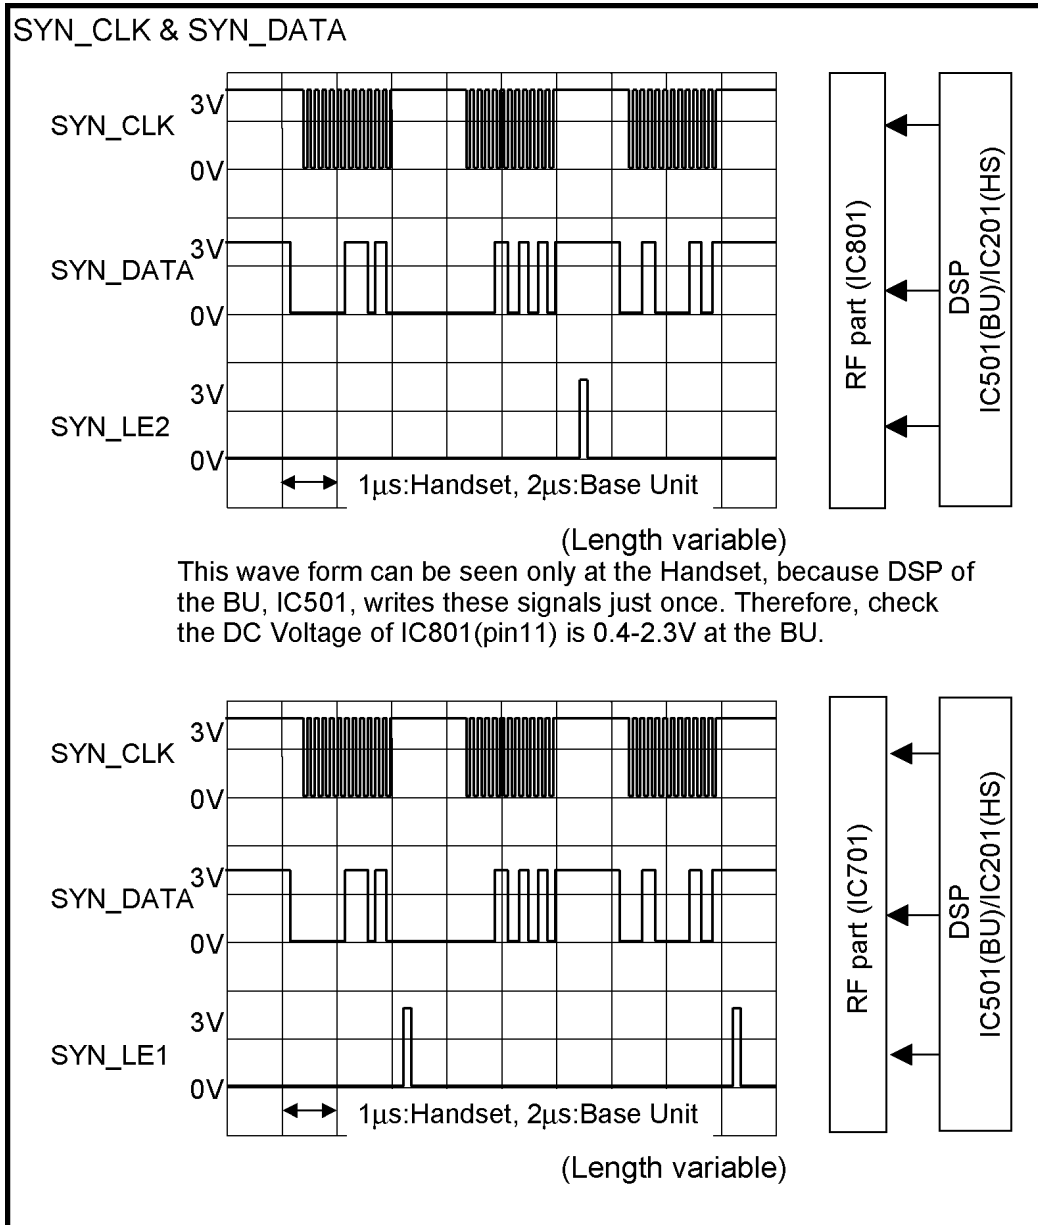 SYN_CLK & SYN_DATA
SYN_CLK
3V
0V
SYN_DATA
3V
0V
SYN_LE2
3V
0V
1μs:Handset, 2μs:Base Unit
(Length variable)
RF part (IC801)
DSP
IC501(BU)/IC201(HS)
This wave form can be seen only at the Handset, because DSP of
the BU, IC501, writes these signals just once. Therefore, check
the DC Voltage of IC801(pin11) is 0.4-2.3V at the BU.
SYN_CLK
3V
0V
SYN_DATA
3V
0V
SYN_LE1
3V
0V
1μs:Handset, 2μs:Base Unit
(Length variable)
RF part (IC701)
DSP
IC501(BU)/IC201(HS)